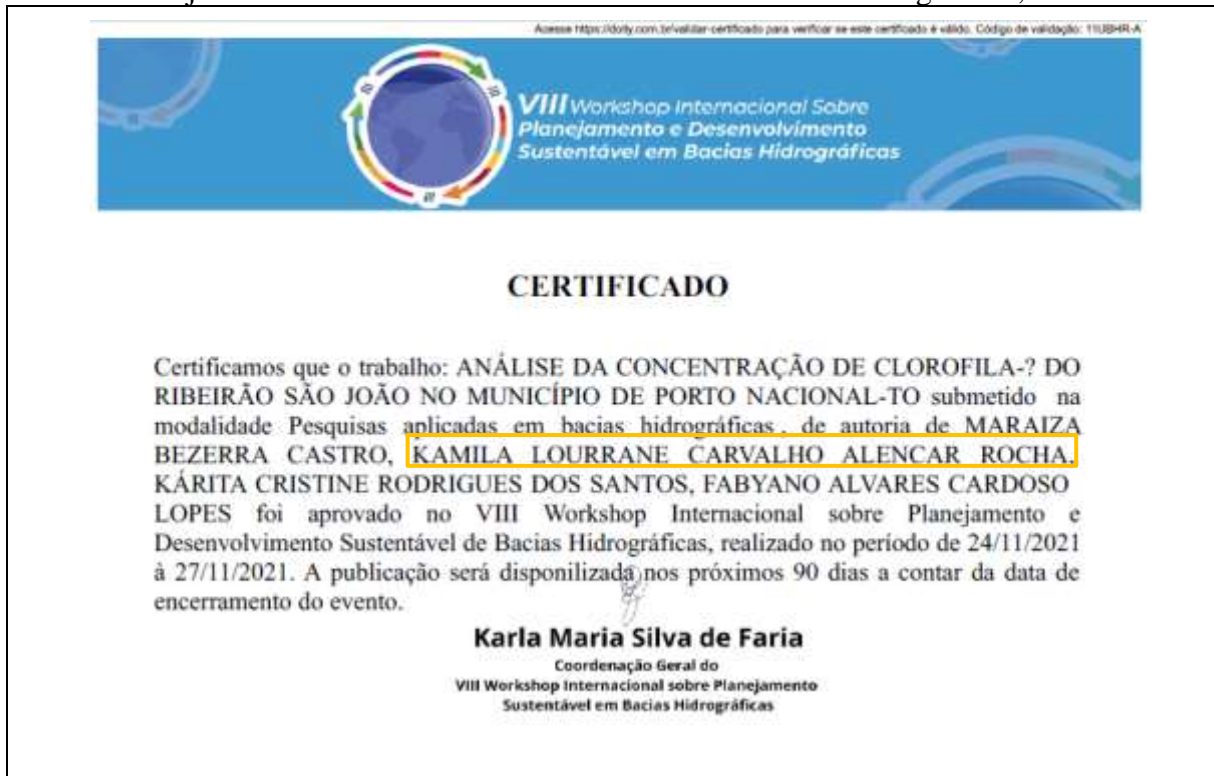 Acesse https://doity.com.br/validar-certificado para verificar se este certificado é válido. Código de validação:
VIII Workshop Internacional Sobre
Planejamento e Desenvolvimento
Sustentável em Bacias Hidrográficas
CERTIFICADO
Certificamos que o trabalho: ANÁLISE DA CONCENTRAÇÃO DE CLOROFILA-? DO
RIBEIRÃO SÃO JOÃO NO MUNICÍPIO DE PORTO NACIONAL-TO submetido na
modalidade Pesquisas aplicadas em bacias hidrográficas , de autoria de MARAIZA
BEZERRA CASTRO, KAMILA LOURRANE CARVALHO ALENCAR ROCHA,
KÁRITA CRISTINE RODRIGUES DOS SANTOS, FABYANO ALVARES CARDOSO
LOPES foi aprovado no VIII Workshop Internacional sobre Planejamento e
Desenvolvimento Sustentável de Bacias Hidrográficas, realizado no período de 24/11/2021
à 27/11/2021. A publicação será disponilizada nos próximos 90 dias a contar da data de
encerramento do evento.
Karla Maria Silva de Faria
Coordenação Geral do
VIII Workshop Internacional sobre Planejamento
Sustentável em Bacias Hidrográficas